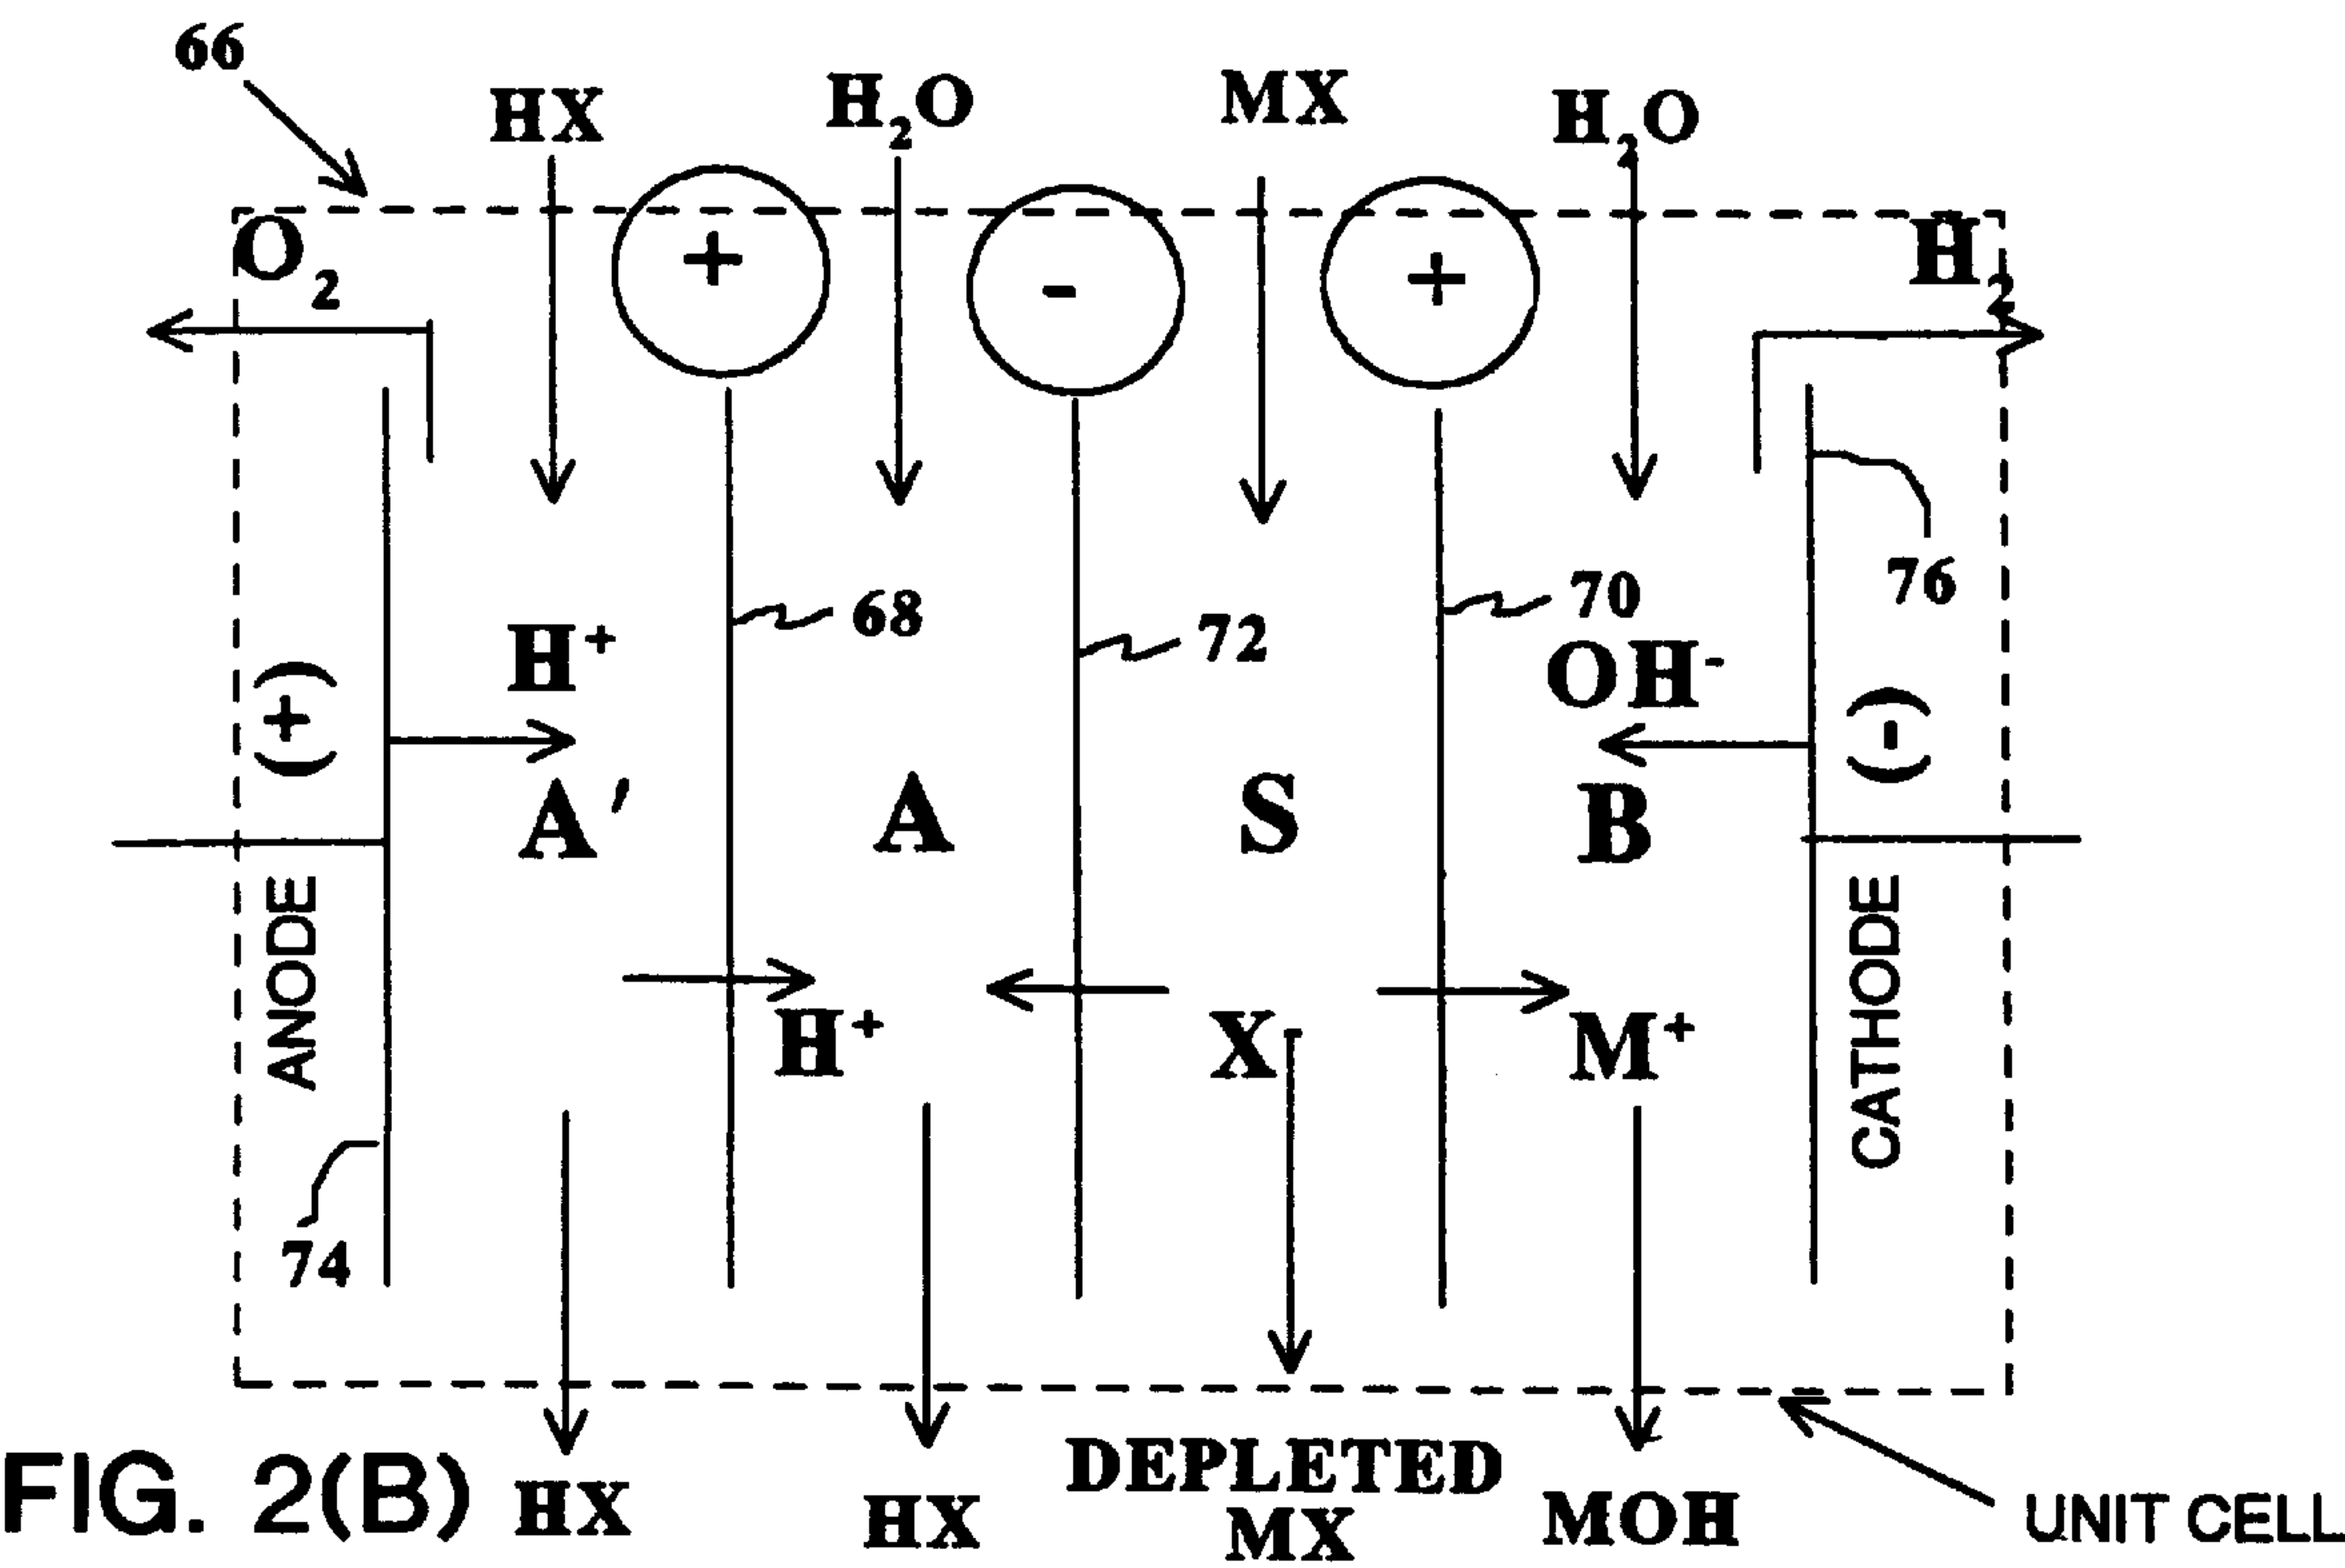 66
HX
H₂O
MX
H₂O
O₂
+
-
+
H₂
68
72
70
76
H⁺
OH⁻
(+)
(-)
A′
A
S
B
ANODE
CATHODE
H⁺
X⁻
M⁺
74
FIG. 2(B)
HX
HX
DEPLETED
MX
MOH
UNIT CELL